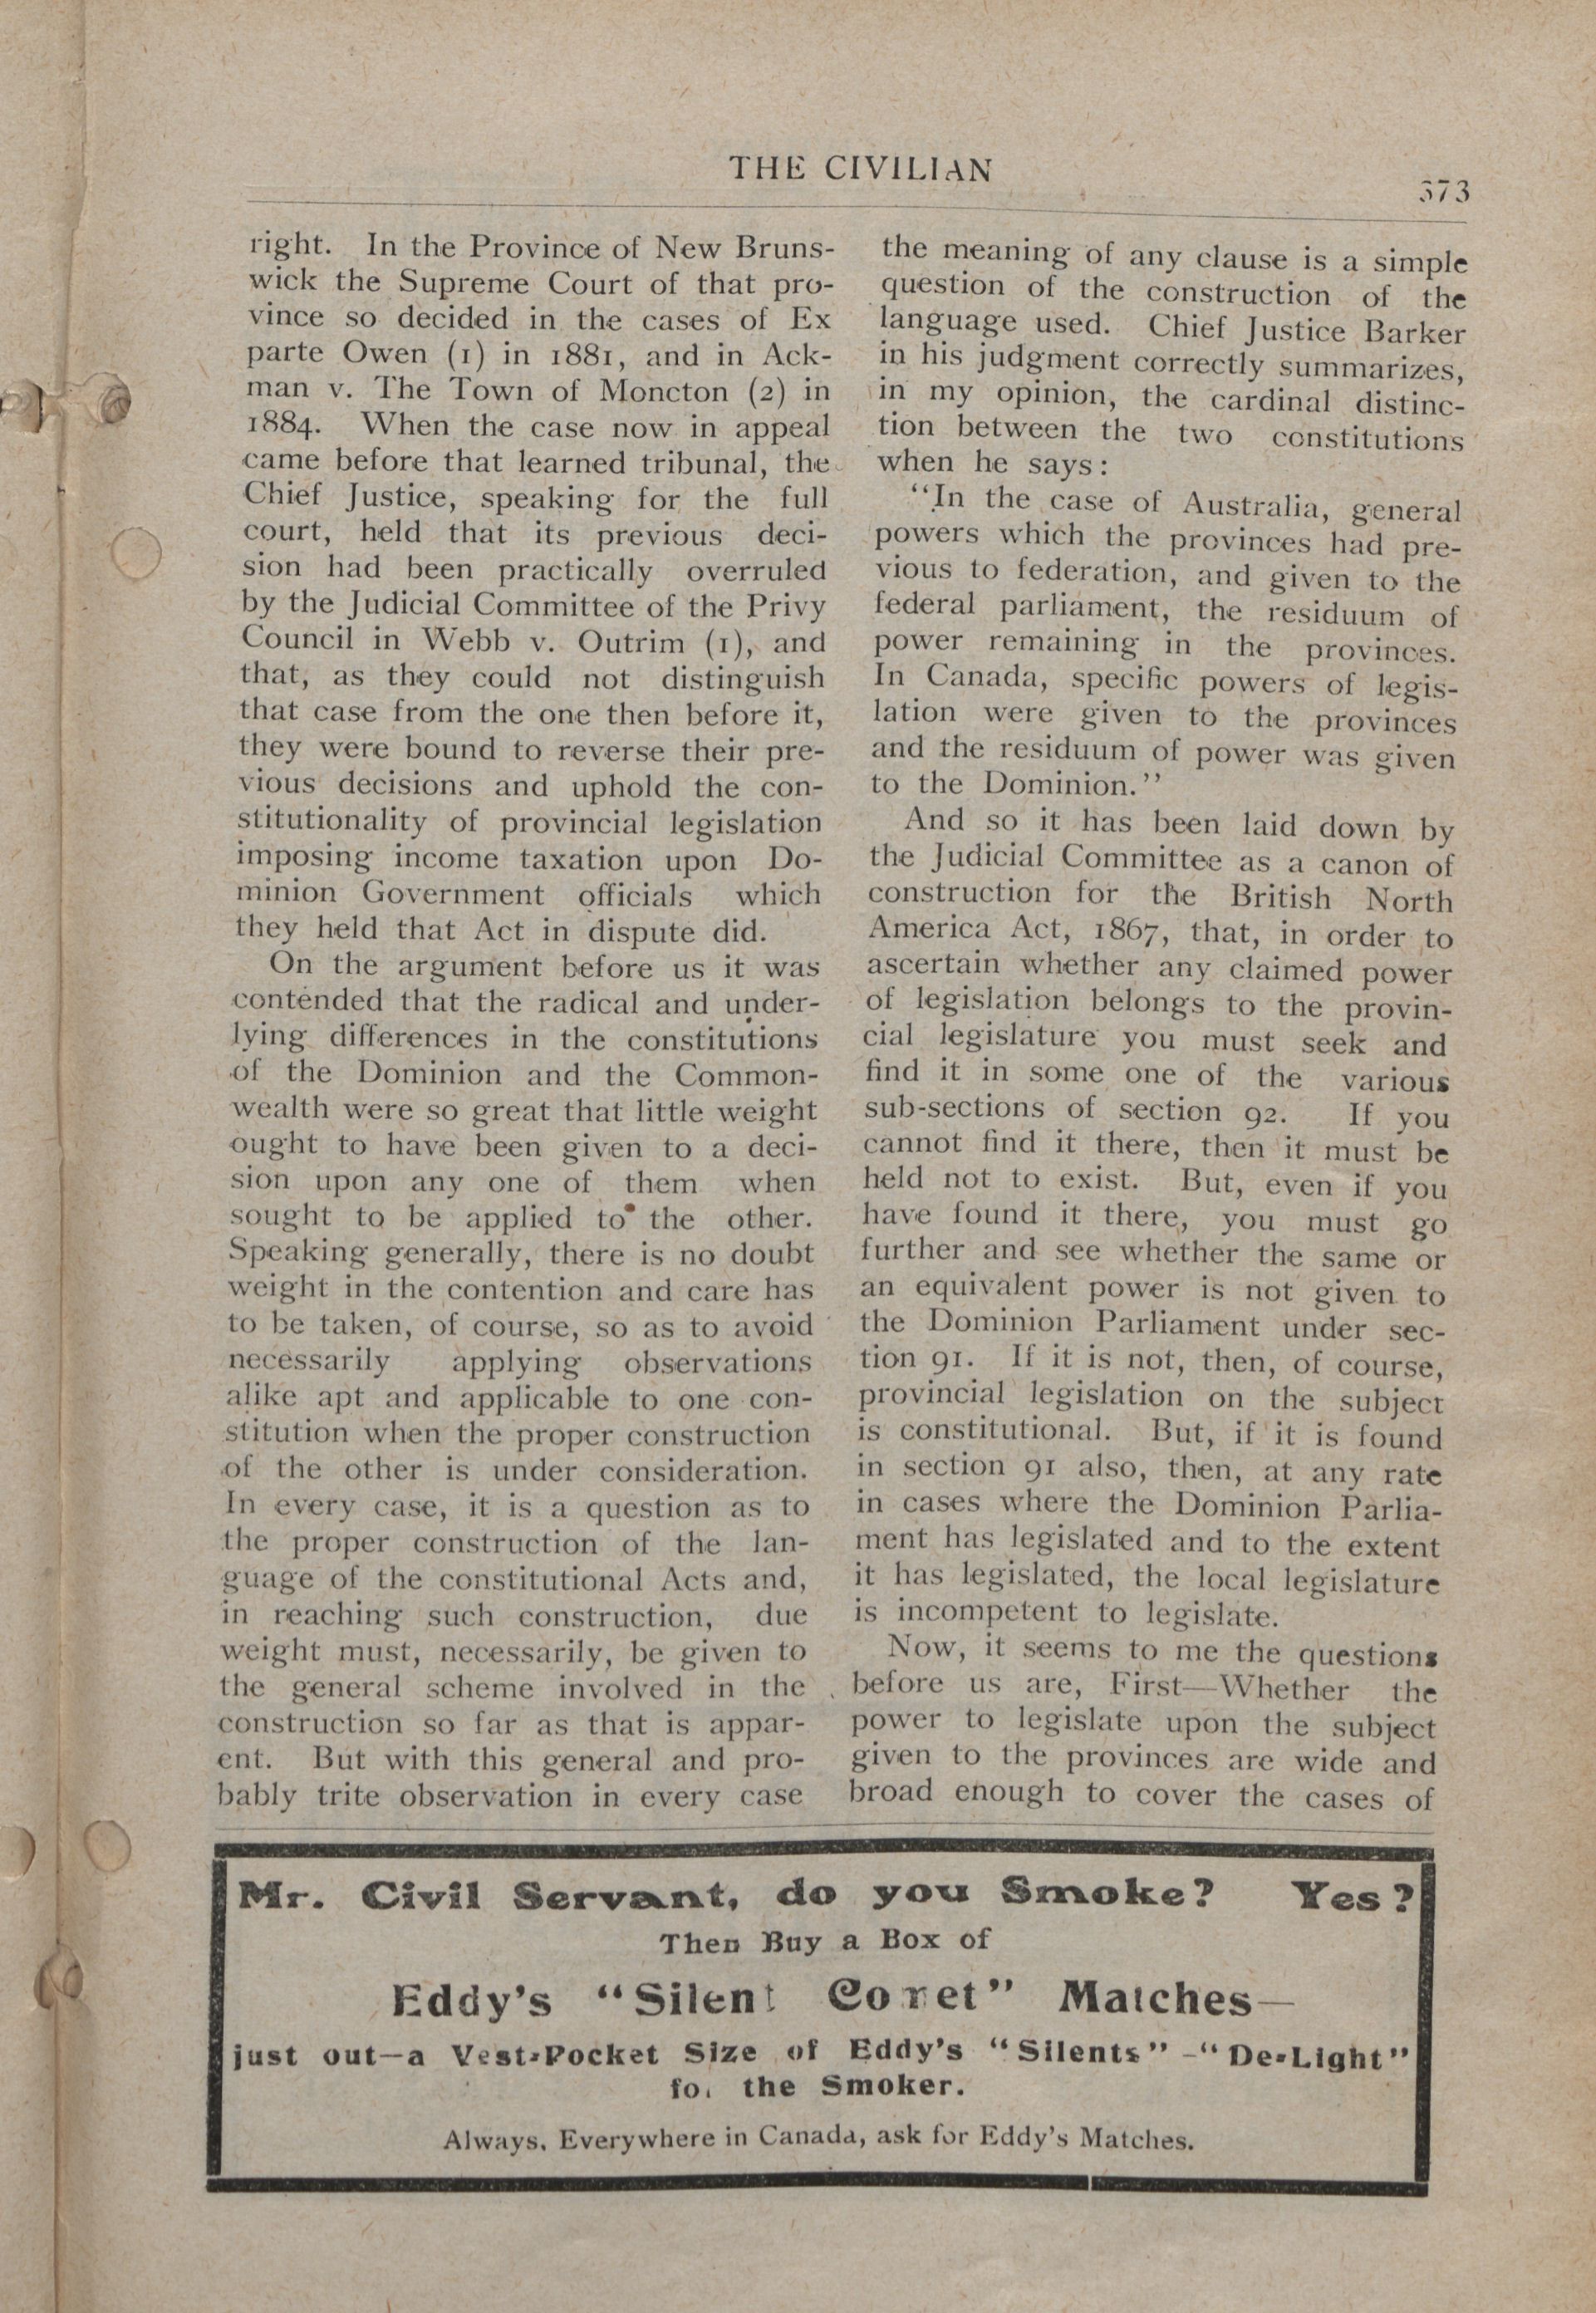 THE CIVILIAN
573
right. In the Province of New Bruns-
wick the Supreme Court of that pro-
vince so decided in the cases of Ex
parte Owen (1) in 1881, and in Ack-
man v. The Town of Moncton (2) in
1884. When the case now in appeal
came before that learned tribunal, the
Chief Justice, speaking for the full
court, held that its previous deci-
sion had been practically overruled
by the Judicial Committee of the Privy
Council in Webb v. Outrim (1), and
that, as they could not distinguish
that case from the one then before it,
they were bound to reverse their pre-
vious decisions and uphold the con-
stitutionality of provincial legislation
imposing income taxation upon Do-
minion Government officials which
they held that Act in dispute did.
On the argument before us it was
contended that the radical and under-
lying differences in the constitutions
of the Dominion and the Common-
wealth were so great that little weight
ought to have been given to a deci-
sion upon any one of them when
sought to be applied to the other.
Speaking generally, there is no doubt
weight in the contention and care has
to be taken, of course, so as to avoid
necessarily applying observations
alike apt and applicable to one con-
stitution when the proper construction
of the other is under consideration.
In every case, it is a question as to
the proper construction of the lan-
guage of the constitutional Acts and,
in reaching such construction, due
weight must, necessarily, be given to
the general scheme involved in the
construction so far as that is appar-
ent. But with this general and pro-
bably trite observation in every case
the meaning of any clause is a simple
question of the construction of the
language used. Chief Justice Barker
in his judgment correctly summarizes,
in my opinion, the cardinal distinc-
tion between the two constitutions
when he says:
"In the case of Australia, general
powers which the provinces had pre-
vious to federation, and given to the
federal parliament, the residuum of
power remaining in the provinces.
In Canada, specific powers of legis-
lation were given to the provinces
and the residuum of power was given
to the Dominion."
And so it has been laid down by
the Judicial Committee as a canon of
construction for the British North
America Act, 1867, that, in order to
ascertain whether any claimed power
of legislation belongs to the provin-
cial legislature you must seek and
find it in some one of the various
sub-sections of section 92. If you
cannot find it there, then it must be
held not to exist. But, even if you
have found it there, you must go
further and see whether the same or
an equivalent power is not given to
the Dominion Parliament under sec-
tion 91. If it is not, then, of course,
provincial legislation on the subject
is constitutional. But, if it is found
in section 91 also, then, at any rate
in cases where the Dominion Parlia-
ment has legislated and to the extent
it has legislated, the local legislature
is incompetent to legislate.
Now, it seems to me the questions
before us are, First—Whether the
power to legislate upon the subject
given to the provinces are wide and
broad enough to cover the cases of
Mr. Civil Servant, do you Smoke? Yes?
Then Buy a Box of
Eddy's "Silent Comet" Matches—
just out—a Vest-Pocket Size of Eddy's "Silents"—"De-Light"
for the Smoker.
Always, Everywhere in Canada, ask for Eddy's Matches.